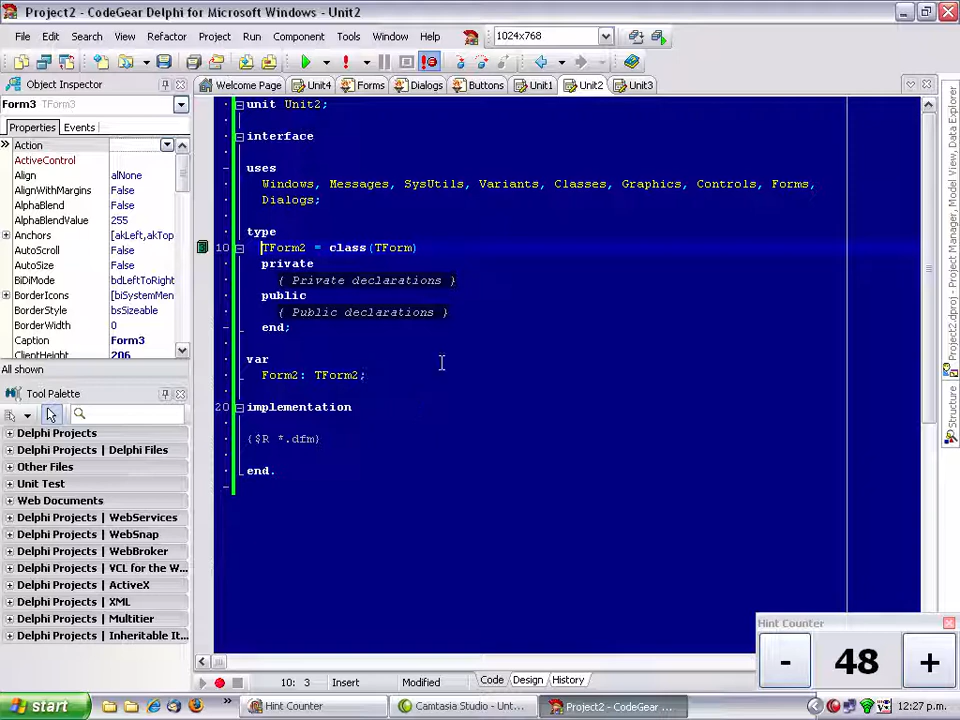 Project2 - CodeGear Delphi for Microsoft Windows - Unit2
File Edit Search View Refactor Project Run Component Tools Window Help
1024x768
Object Inspector
Welcome Page Unit4 Forms Dialogs Buttons Unit1 Unit2 Unit3
Form3 TForm3
Properties Events
Action
ActiveControl
Align alNone
AlignWithMargins False
AlphaBlend False
AlphaBlendValue 255
Anchors [akLeft,akTop
AutoScroll False
AutoSize False
BiDiMode bdLeftToRight
BorderIcons [biSystemMen
BorderStyle bsSizeable
BorderWidth 0
Caption Form3
ClientHeight 206
All shown
Tool Palette
Delphi Projects
Delphi Projects | Delphi Files
Other Files
Unit Test
Web Documents
Delphi Projects | WebServices
Delphi Projects | WebSnap
Delphi Projects | WebBroker
Delphi Projects | VCL for the We...
Delphi Projects | ActiveX
Delphi Projects | XML
Delphi Projects | Multitier
Delphi Projects | Inheritable It...
unit Unit2;
interface
uses
Windows, Messages, SysUtils, Variants, Classes, Graphics, Controls, Forms,
Dialogs;
type
10 TForm2 = class(TForm)
private
{ Private declarations }
public
{ Public declarations }
end;
var
Form2: TForm2;
20 implementation
{$R *.dfm}
end.
Project2.dproj - Project Manager, Model View, Data Explorer
Structure
Hint Counter
- 48 +
10: 3 Insert Modified Code Design History
start Hint Counter Camtasia Studio - Unt... Project2 - CodeGear ... 12:27 p.m.